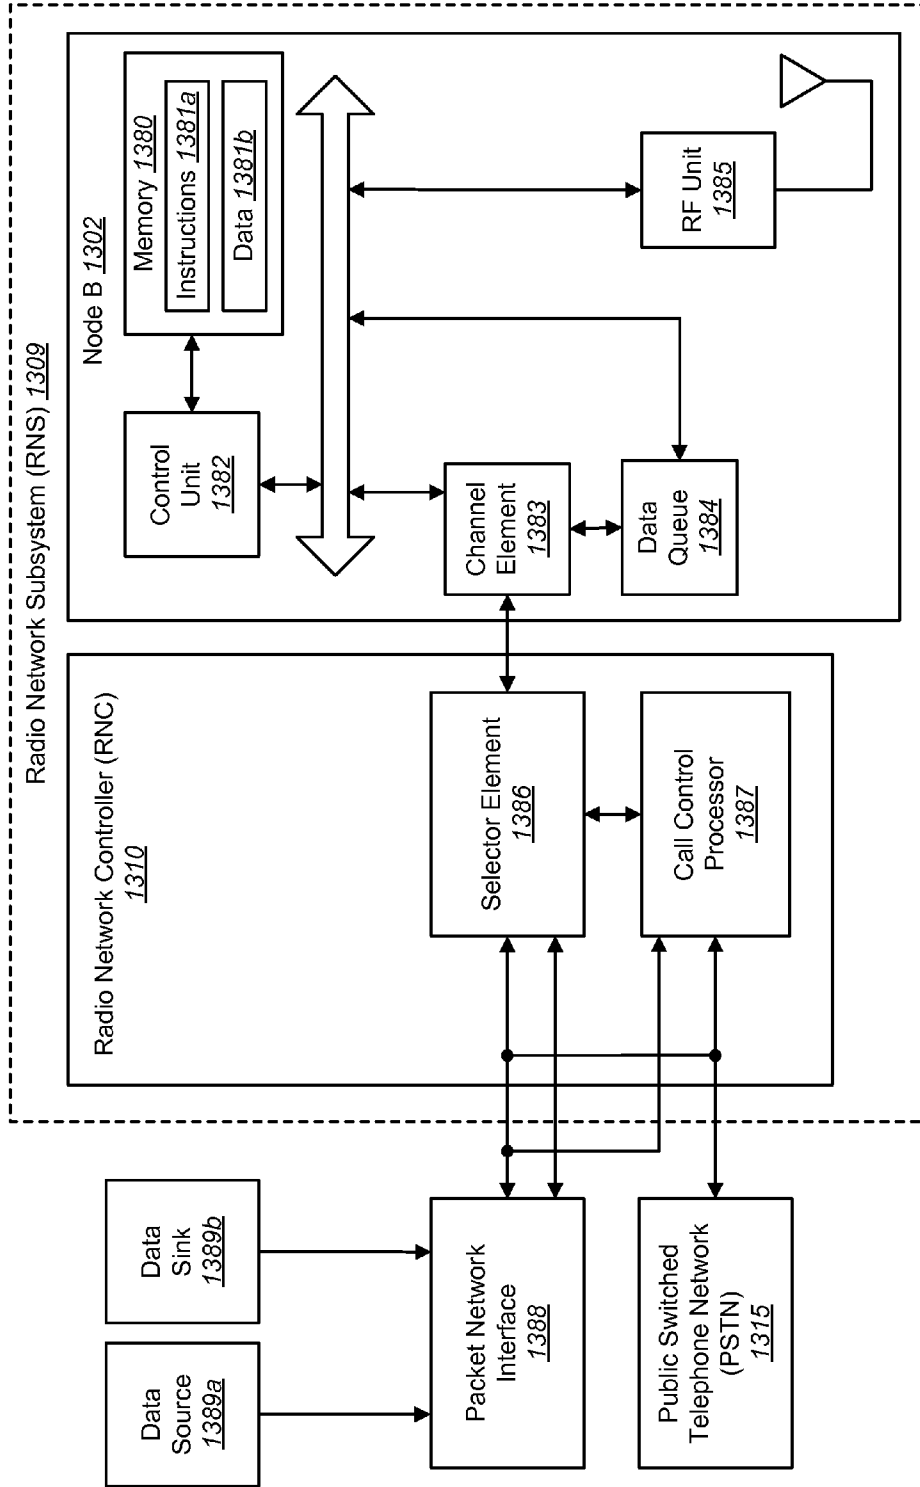 Radio Network Subsystem (RNS) 1309
Data
Source
1389a
Data
Sink
1389b
Packet Network
Interface
1388
Public Switched
Telephone Network
(PSTN)
1315
Radio Network Controller (RNC)
1310
Selector Element
1386
Call Control
Processor
1387
Node B 1302
Control
Unit
1382
Memory 1380
Instructions 1381a
Data 1381b
Channel
Element
1383
Data
Queue
1384
RF Unit
1385